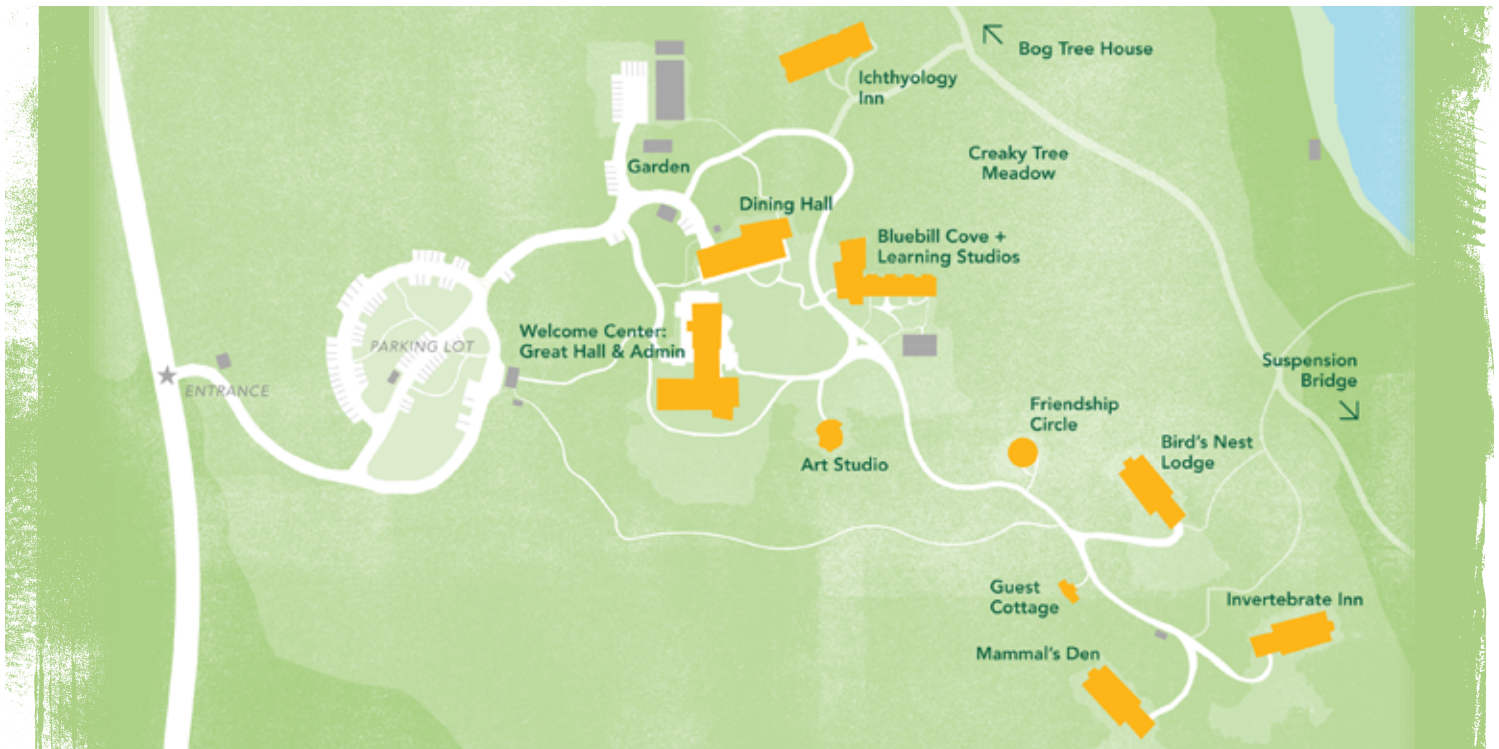 Bog Tree House
Ichthyology
Inn
Creaky Tree
Meadow
Garden
Dining Hall
Bluebill Cove +
Learning Studios
Welcome Center:
Great Hall & Admin
PARKING LOT
ENTRANCE
Suspension
Bridge
Friendship
Circle
Bird's Nest
Lodge
Art Studio
Guest
Cottage
Invertebrate Inn
Mammal's Den